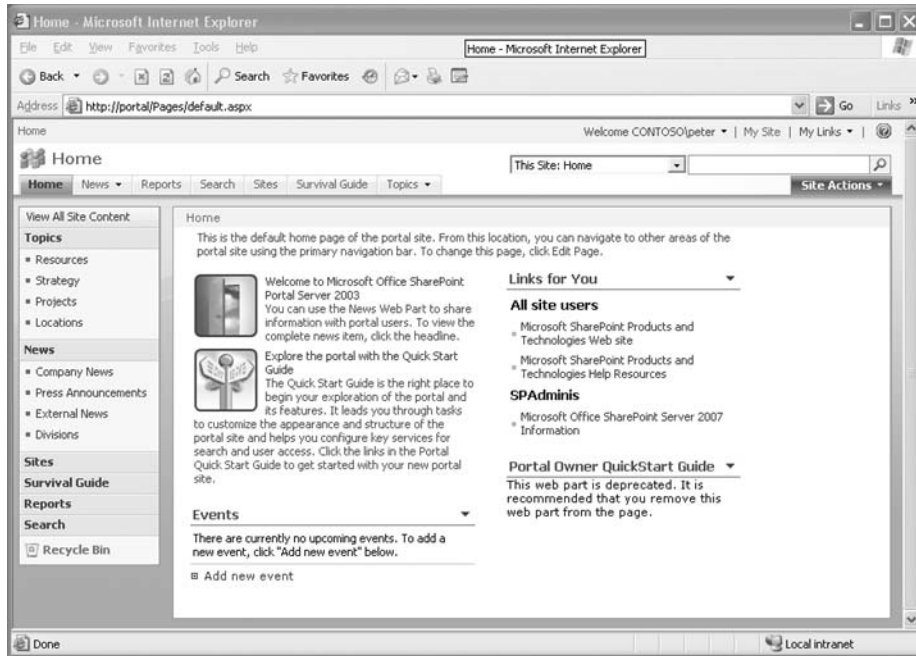 Home - Microsoft Internet Explorer
File Edit View Favorites Tools Help
Home - Microsoft Internet Explorer
Back Search Favorites
Address http://portal/Pages/default.aspx Go Links »
Home Welcome CONTOSO\peter | My Site | My Links |
Home
This Site: Home
Home News Reports Search Sites Survival Guide Topics Site Actions
View All Site Content
Topics
Resources
Strategy
Projects
Locations
News
Company News
Press Announcements
External News
Divisions
Sites
Survival Guide
Reports
Search
Recycle Bin
Home
This is the default home page of the portal site. From this location, you can navigate to other areas of the
portal site using the primary navigation bar. To change this page, click Edit Page.
Welcome to Microsoft Office SharePoint
Portal Server 2003
You can use the News Web Part to share
information with portal users. To view the
complete news item, click the headline.
Explore the portal with the Quick Start
Guide
The Quick Start Guide is the right place to
begin your exploration of the portal and
its features. It leads you through tasks
to customize the appearance and structure of the
portal site and helps you configure key services for
search and user access. Click the links in the Portal
Quick Start Guide to get started with your new portal
site.
Events
There are currently no upcoming events. To add a
new event, click "Add new event" below.
Add new event
Links for You
All site users
Microsoft SharePoint Products and
Technologies Web site
Microsoft SharePoint Products and
Technologies Help Resources
SPAdminis
Microsoft Office SharePoint Server 2007
Information
Portal Owner QuickStart Guide
This web part is deprecated. It is
recommended that you remove this
web part from the page.
Done Local intranet